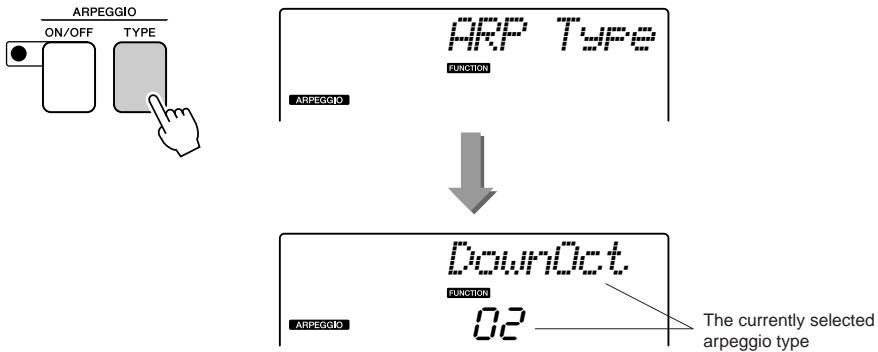 ARPEGGIO
ON/OFF TYPE
ARP Type
FUNCTION
ARPEGGIO
DownOct
FUNCTION
ARPEGGIO 02
The currently selected
arpeggio type